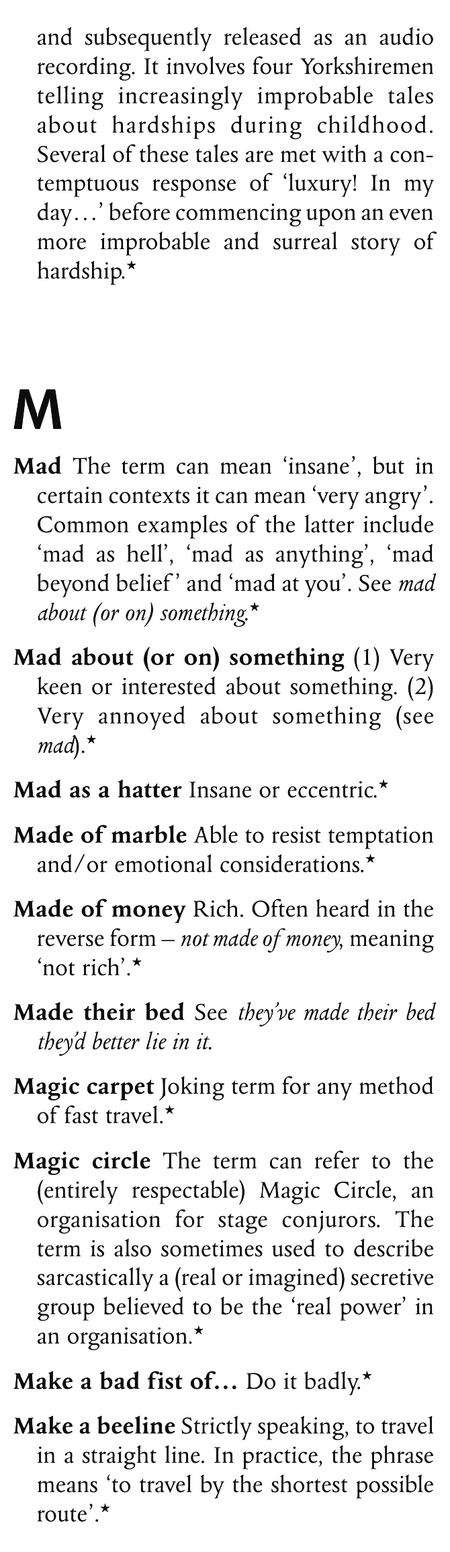 and subsequently released as an audio
recording. It involves four Yorkshiremen
telling increasingly improbable tales
about hardships during childhood.
Several of these tales are met with a con-
temptuous response of ‘luxury! In my
day…’ before commencing upon an even
more improbable and surreal story of
hardship.★
M
Mad The term can mean ‘insane’, but in
certain contexts it can mean ‘very angry’.
Common examples of the latter include
‘mad as hell’, ‘mad as anything’, ‘mad
beyond belief’ and ‘mad at you’. See mad
about (or on) something.★
Mad about (or on) something (1) Very
keen or interested about something. (2)
Very annoyed about something (see
mad).★
Mad as a hatter Insane or eccentric.★
Made of marble Able to resist temptation
and/or emotional considerations.★
Made of money Rich. Often heard in the
reverse form – not made of money, meaning
‘not rich’.★
Made their bed See they’ve made their bed
they’d better lie in it.
Magic carpet Joking term for any method
of fast travel.★
Magic circle The term can refer to the
(entirely respectable) Magic Circle, an
organisation for stage conjurors. The
term is also sometimes used to describe
sarcastically a (real or imagined) secretive
group believed to be the ‘real power’ in
an organisation.★
Make a bad fist of… Do it badly.★
Make a beeline Strictly speaking, to travel
in a straight line. In practice, the phrase
means ‘to travel by the shortest possible
route’.★